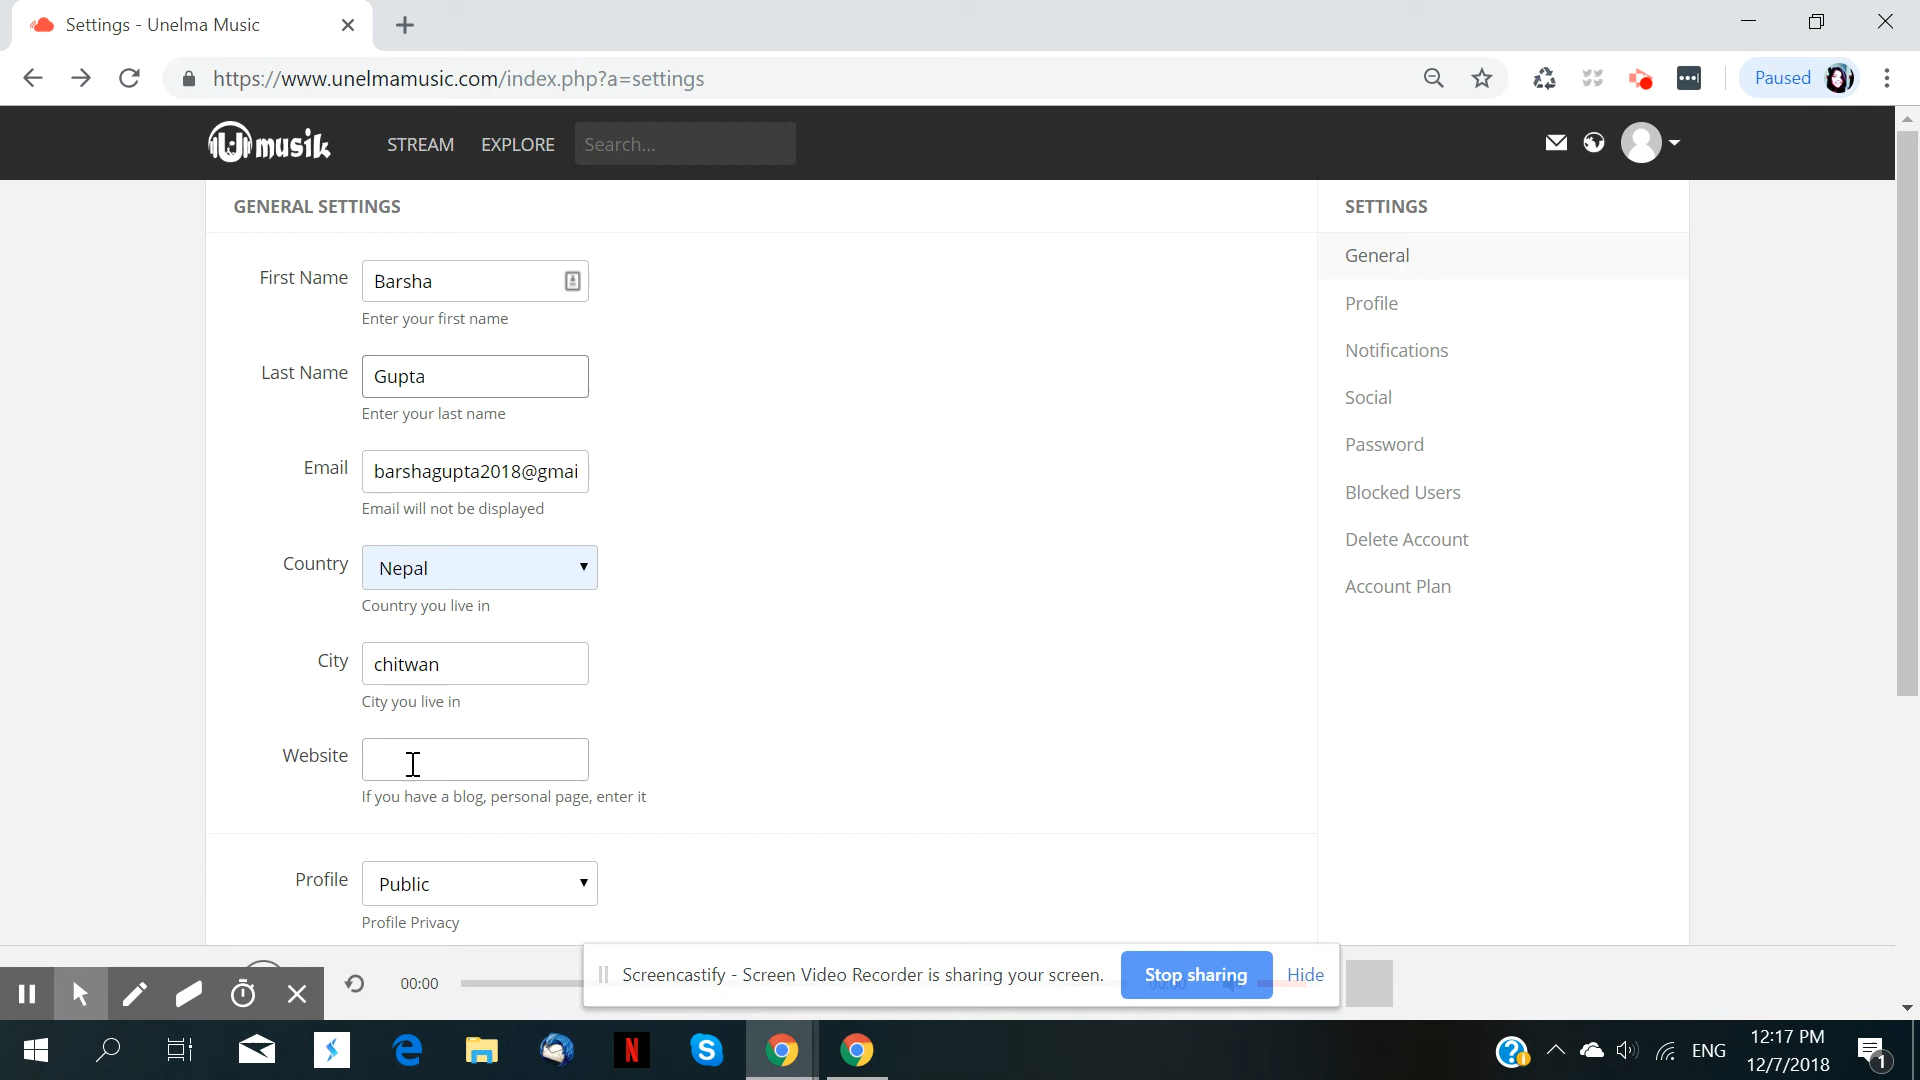 Settings - Unelma Music
https://www.unelmamusic.com/index.php?a=settings
Paused
musik
STREAM
EXPLORE
Search...
GENERAL SETTINGS
First Name
Barsha
Enter your first name
Last Name
Gupta
Enter your last name
Email
barshagupta2018@gmai
Email will not be displayed
Country
Nepal
Country you live in
City
chitwan
City you live in
Website
If you have a blog, personal page, enter it
Profile
Public
Profile Privacy
SETTINGS
General
Profile
Notifications
Social
Password
Blocked Users
Delete Account
Account Plan
00:00
Screencastify - Screen Video Recorder is sharing your screen.
Stop sharing
Hide
00:00
N
S
ENG
12:17 PM
12/7/2018
1